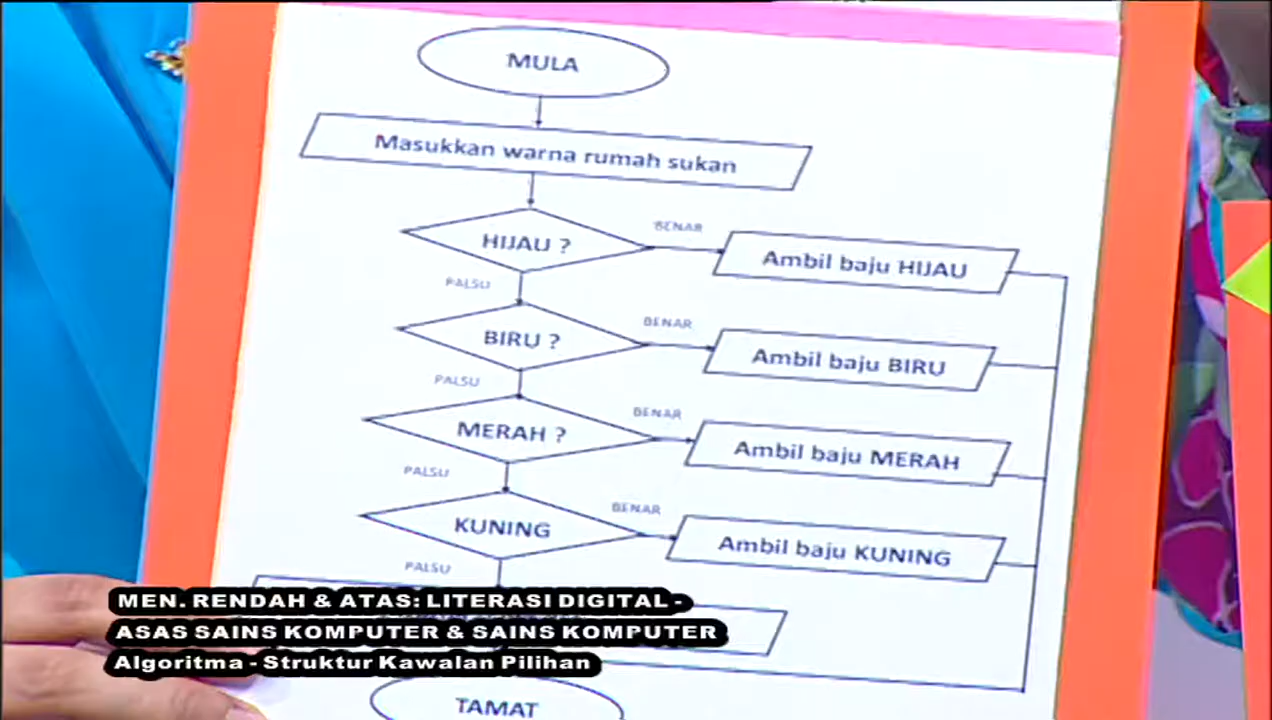 MULA
Masukkan warna rumah sukan
HIJAU ?
BENAR
Ambil baju HIJAU
PALSU
BIRU ?
BENAR
Ambil baju BIRU
PALSU
MERAH ?
BENAR
Ambil baju MERAH
PALSU
KUNING
BENAR
Ambil baju KUNING
PALSU
MEN. RENDAH & ATAS: LITERASI DIGITAL -
ASAS SAINS KOMPUTER & SAINS KOMPUTER
Algoritma - Struktur Kawalan Pilihan
TAMAT